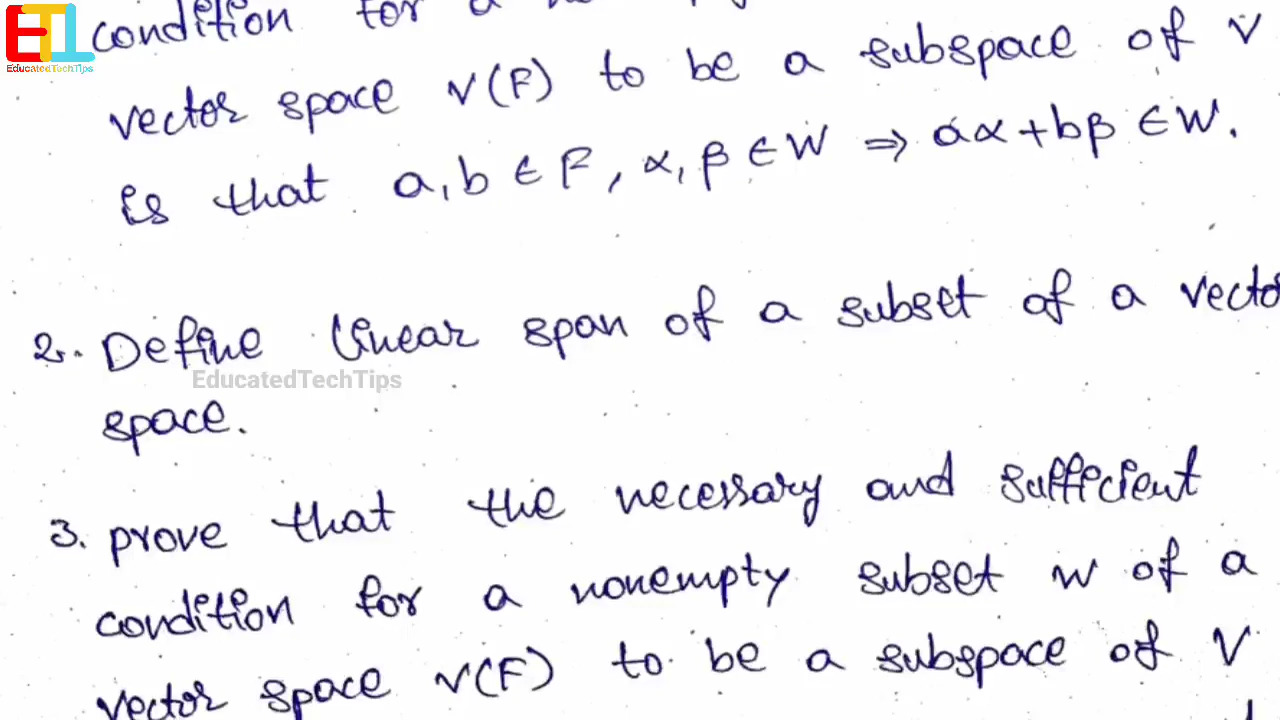 ETL
EducatedTechTips
condition for a
vector space V(F) to be a subspace of V
is that a, b ∈ F, α, β ∈ W ⇒ aα + bβ ∈ W.
2. Define linear span of a subset of a vecto
EducatedTechTips
space.
3. prove that the necessary and sufficient
condition for a nonempty subset W of a
vector space V(F) to be a subspace of V